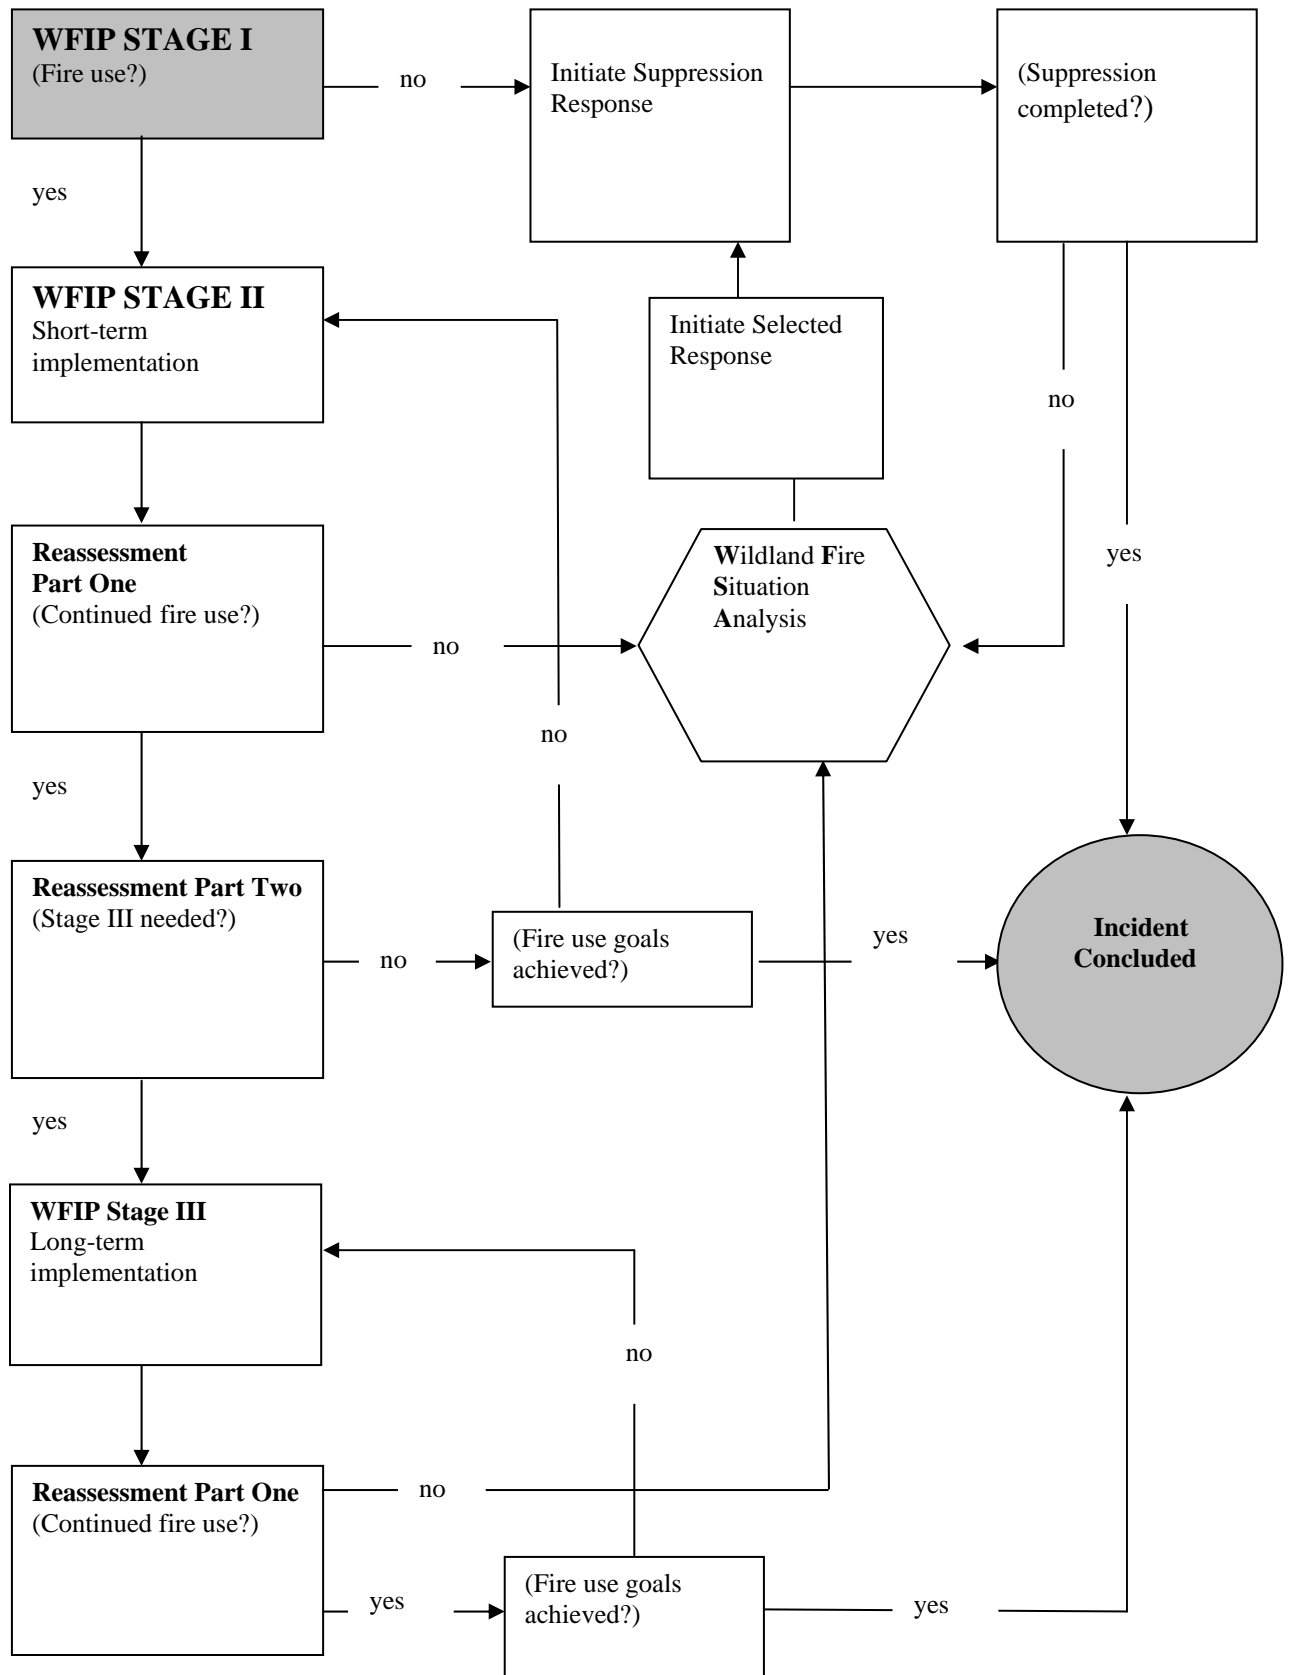 WFIP STAGE I
(Fire use?)
no
Initiate Suppression
Response
(Suppression
completed?)
yes
WFIP STAGE II
Short-term
implementation
Initiate Selected
Response
no
Reassessment
Part One
(Continued fire use?)
Wildland Fire
Situation
Analysis
yes
no
no
yes
Reassessment Part Two
(Stage III needed?)
no
(Fire use goals
achieved?)
yes
Incident
Concluded
yes
WFIP Stage III
Long-term
implementation
no
Reassessment Part One
(Continued fire use?)
no
yes
(Fire use goals
achieved?)
yes